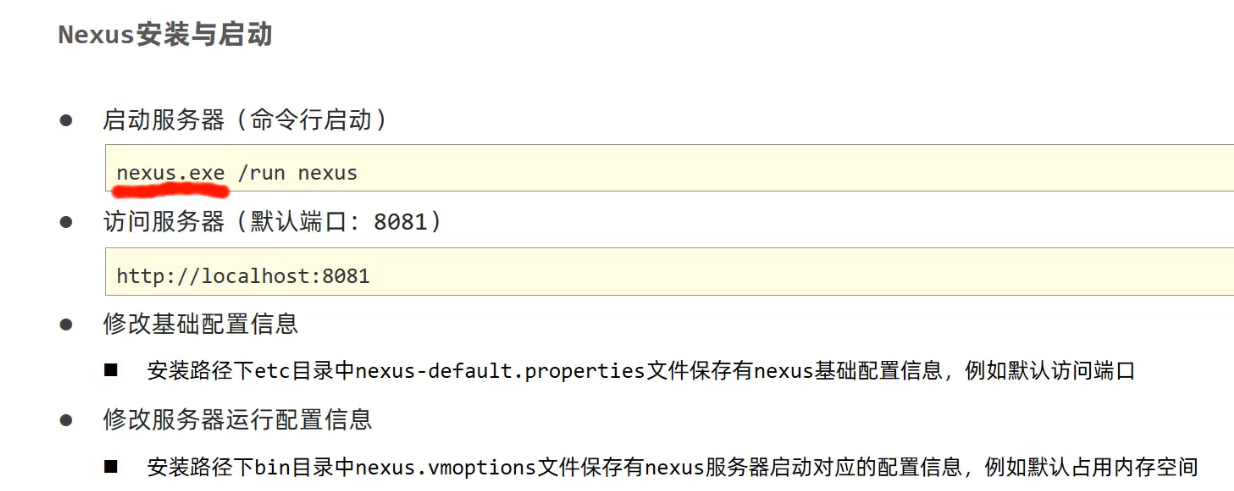 Nexus安装与启动
启动服务器（命令行启动）
nexus.exe /run nexus
访问服务器（默认端口：8081）
http://localhost:8081
修改基础配置信息
安装路径下etc目录中nexus-default.properties文件保存有nexus基础配置信息，例如默认访问端口
修改服务器运行配置信息
安装路径下bin目录中nexus.vmoptions文件保存有nexus服务器启动对应的配置信息，例如默认占用内存空间